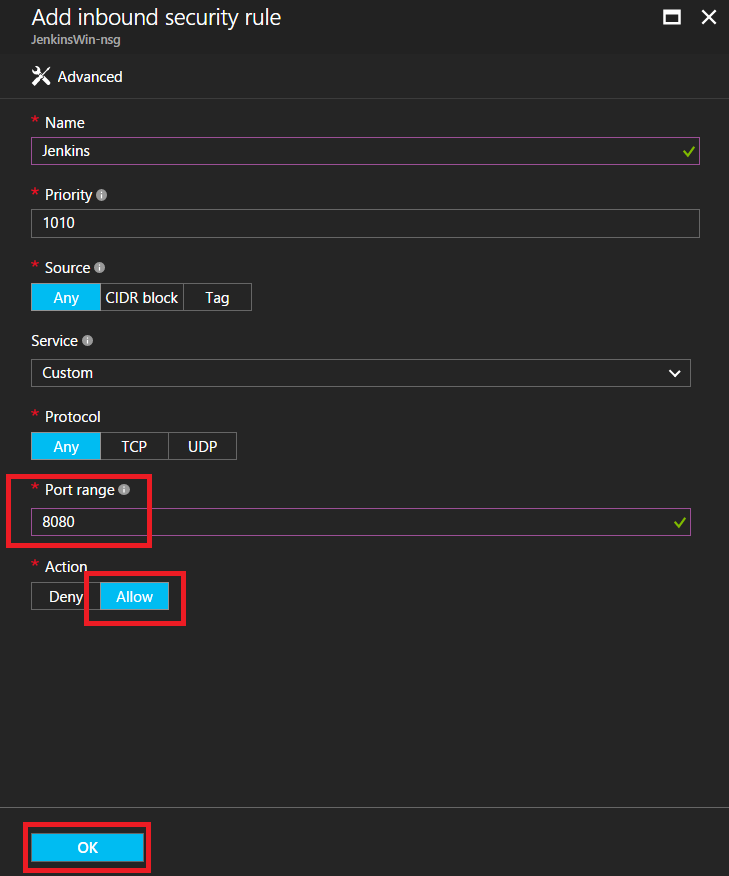 Add inbound security rule
JenkinsWin-nsg
Advanced
* Name
Jenkins
* Priority
1010
* Source
Any CIDR block Tag
Service
Custom
* Protocol
Any TCP UDP
* Port range
8080
* Action
Deny Allow
OK